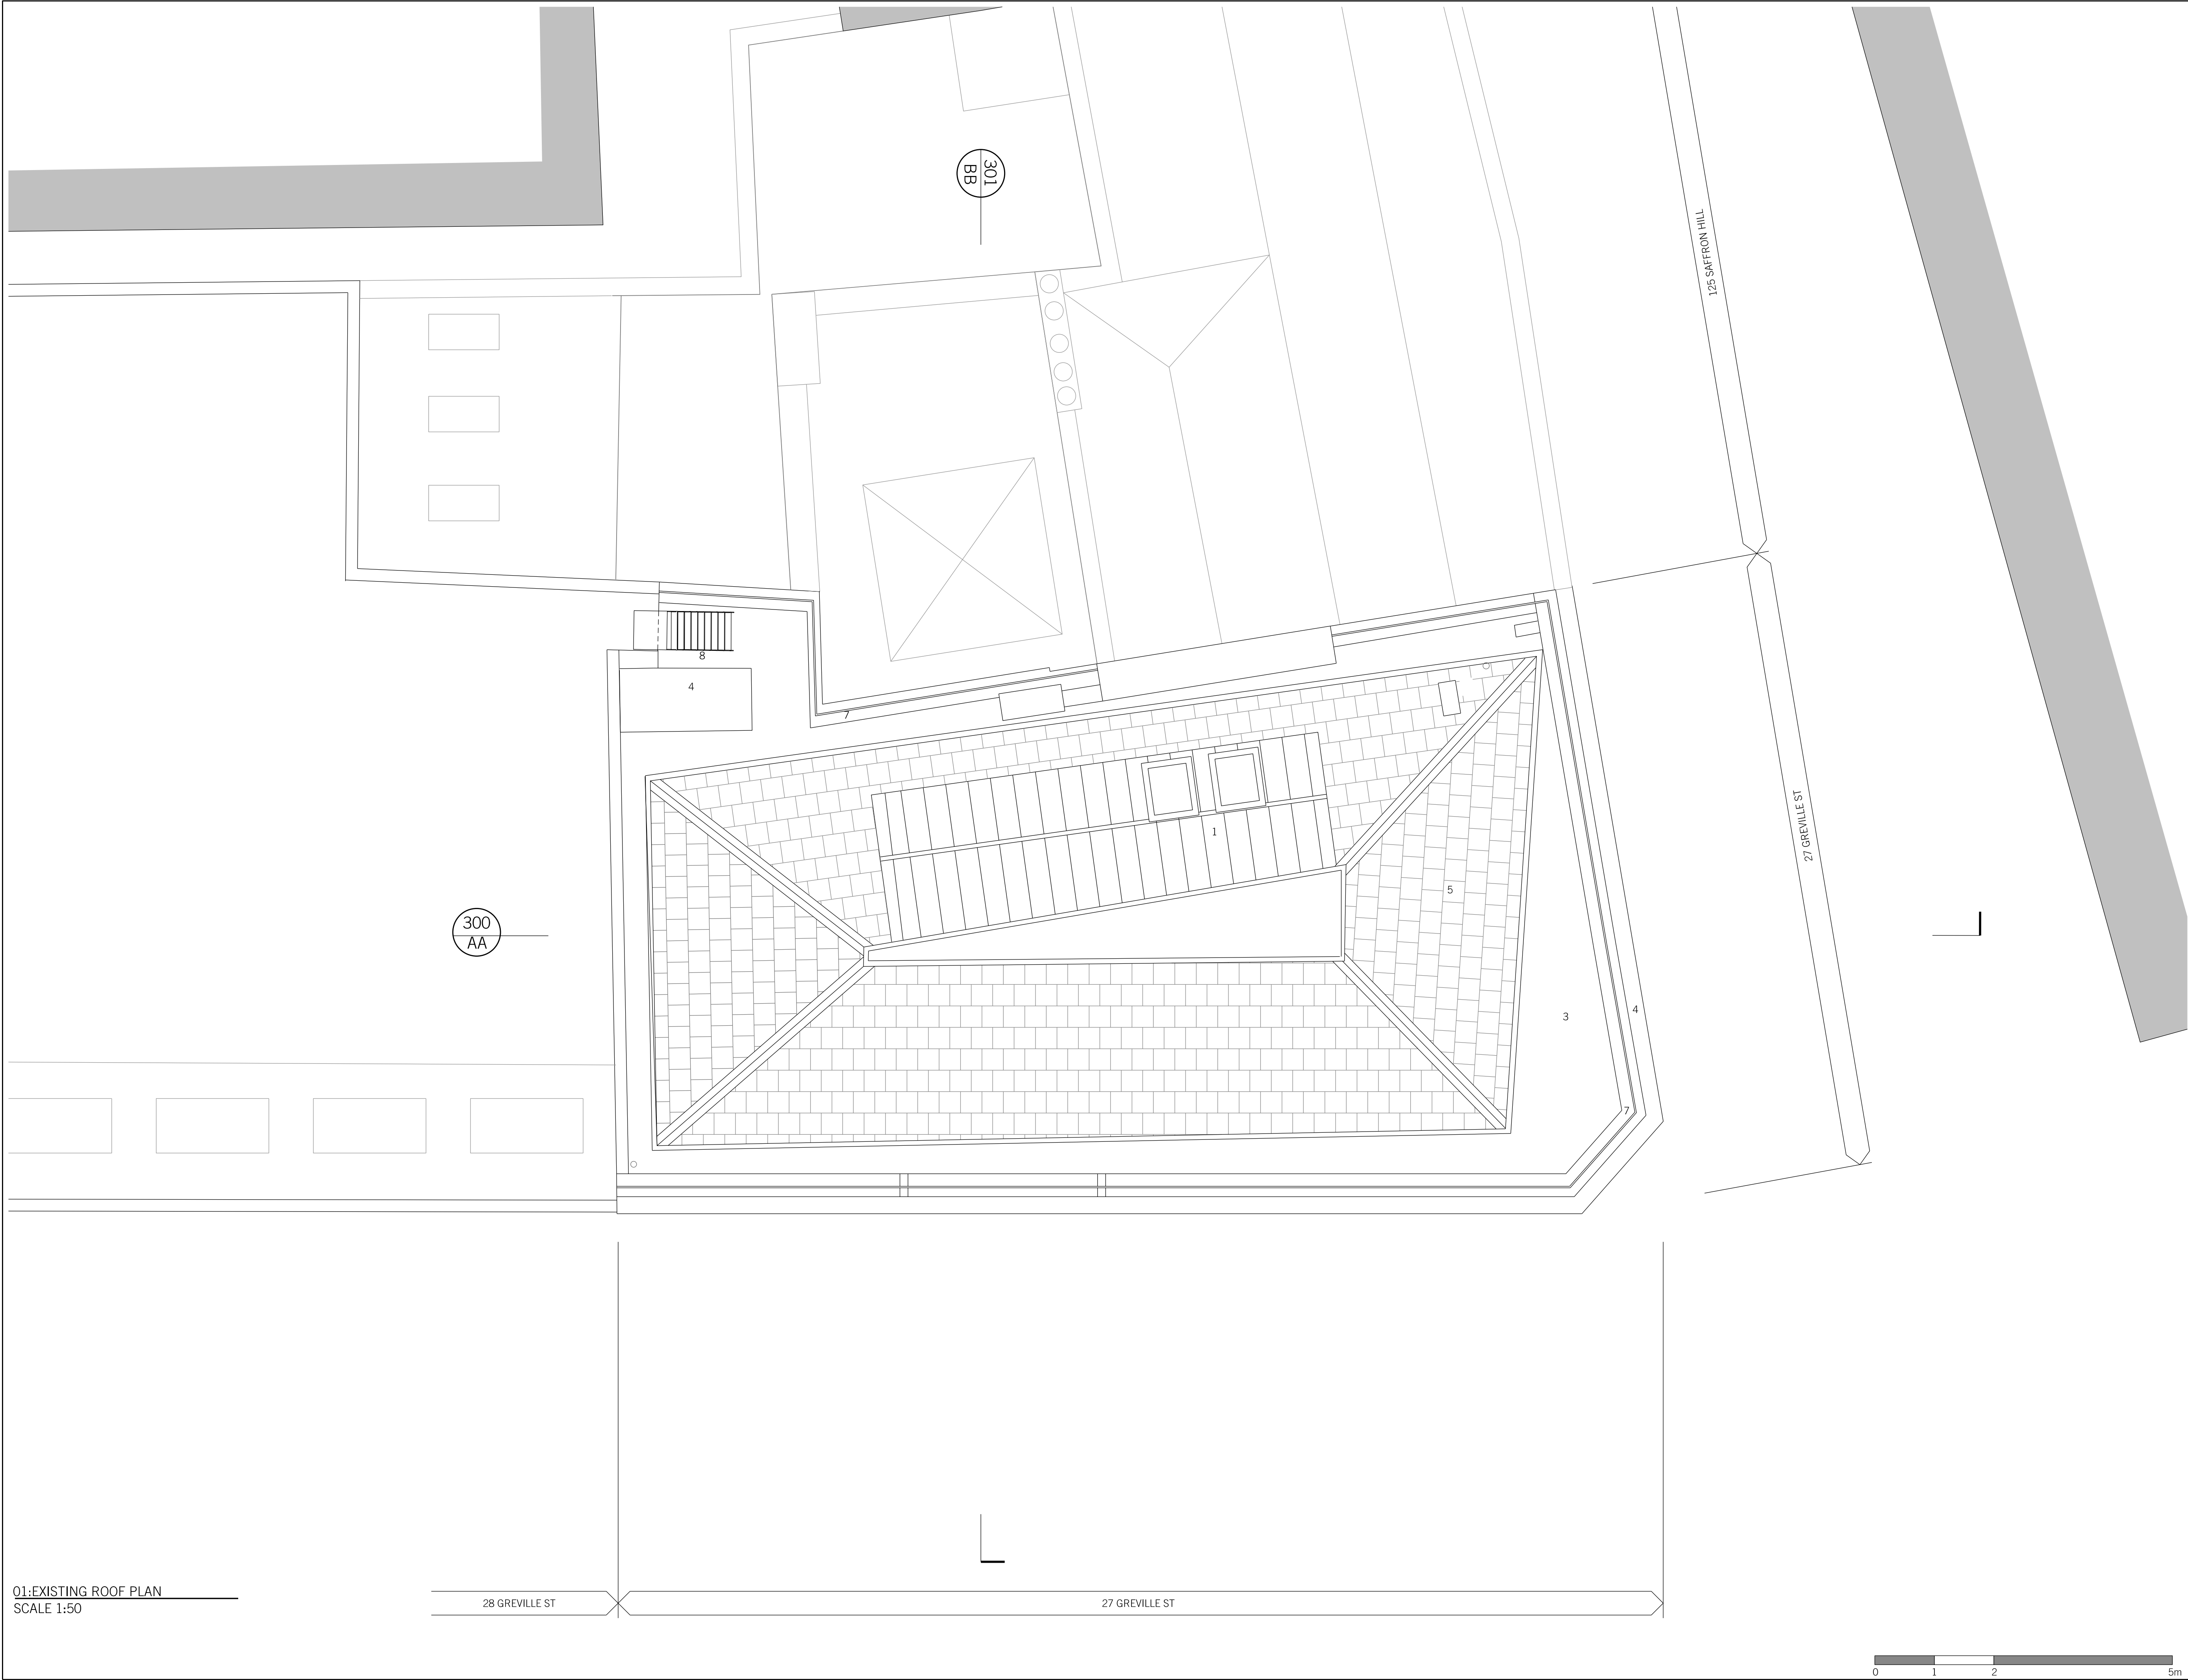 301
BB
125 SAFFRON HILL
8
4
7
1
27 GREVILLE ST
5
300
AA
3
4
7
01:EXISTING ROOF PLAN
SCALE 1:50
28 GREVILLE ST
27 GREVILLE ST
0 1 2 5m